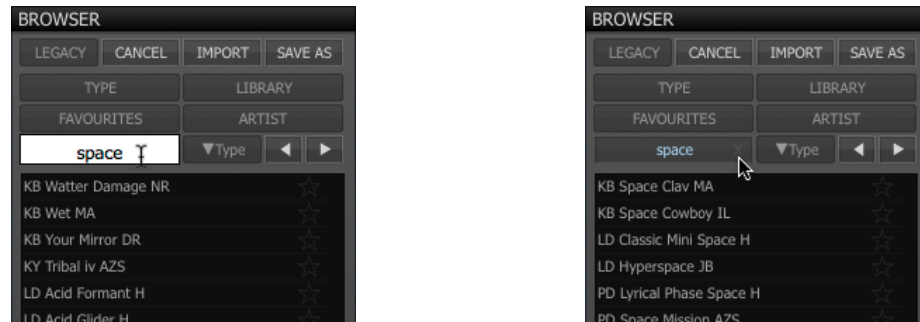 BROWSER
LEGACY CANCEL IMPORT SAVE AS
TYPE LIBRARY
FAVOURITES ARTIST
space ▼Type ◀ ▶
KB Watter Damage NR
KB Wet MA
KB Your Mirror DR
KY Tribal iv AZS
LD Acid Formant H
LD Acid Glider H
BROWSER
LEGACY CANCEL IMPORT SAVE AS
TYPE LIBRARY
FAVOURITES ARTIST
space x ▼Type ◀ ▶
KB Space Clav MA
KB Space Cowboy IL
LD Classic Mini Space H
LD Hyperspace JB
PD Lyrical Phase Space H
PD Space Mission AZS